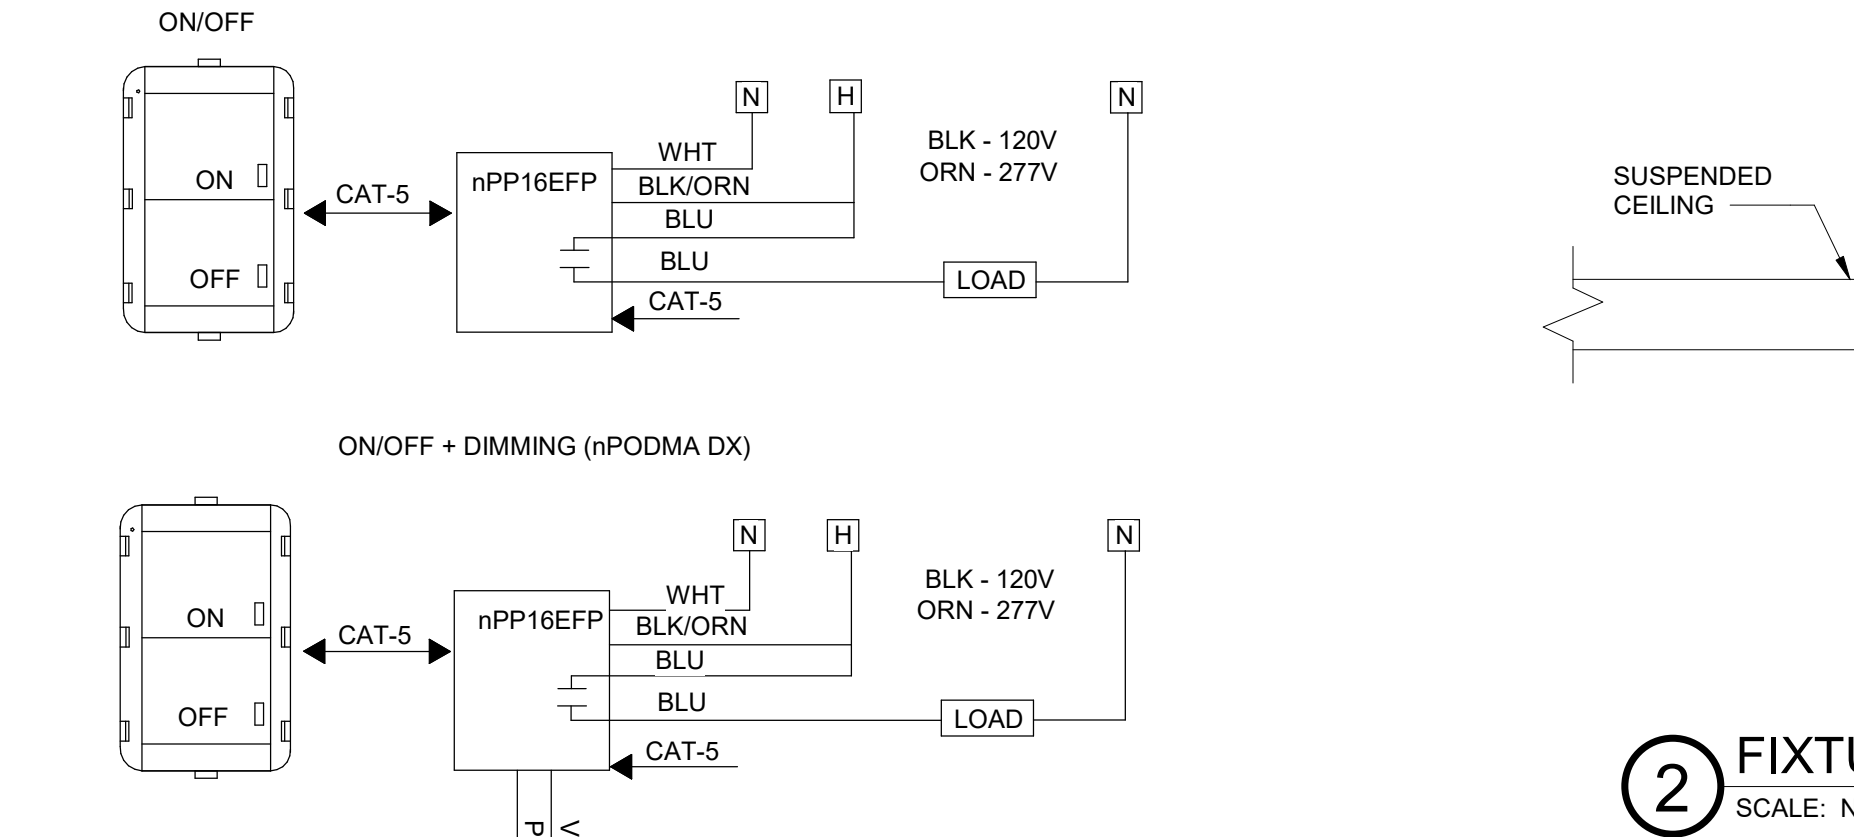 ON/OFF
ON
OFF
CAT-5
nPP16EFP
WHT
BLK/ORN
BLU
BLU
CAT-5
N
H
N
BLK - 120V
ORN - 277V
LOAD
SUSPENDED
CEILING
ON/OFF + DIMMING (nPODMA DX)
ON
OFF
CAT-5
nPP16EFP
WHT
BLK/ORN
BLU
BLU
CAT-5
N
H
N
BLK - 120V
ORN - 277V
LOAD
P
V
2
SCALE: